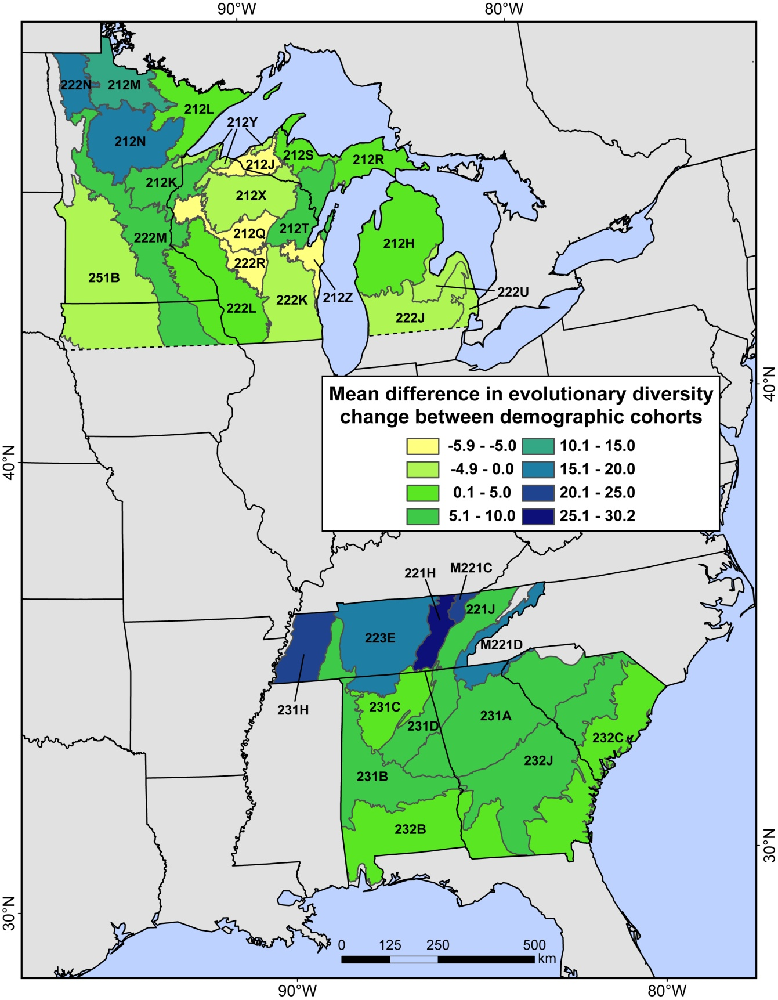 90°W
80°W
222N
212M
212L
212Y
212N
212S
212R
212J
212K
212X
212T
212Q
212H
222M
222R
251B
222K
212Z
222U
222L
222J
40°N
Mean difference in evolutionary diversity
change between demographic cohorts
-5.9 - -5.0
10.1 - 15.0
-4.9 - 0.0
15.1 - 20.0
0.1 - 5.0
20.1 - 25.0
5.1 - 10.0
25.1 - 30.2
40°N
M221C
221H
221J
223E
M221D
231H
231C
231D
231A
232C
232J
231B
232B
30°N
30°N
0 125 250 500
km
90°W
80°W